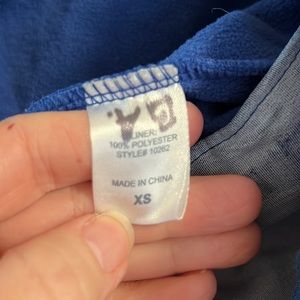 LINER:
100% POLYESTER
STYLE# 10262
MADE IN CHINA
XS